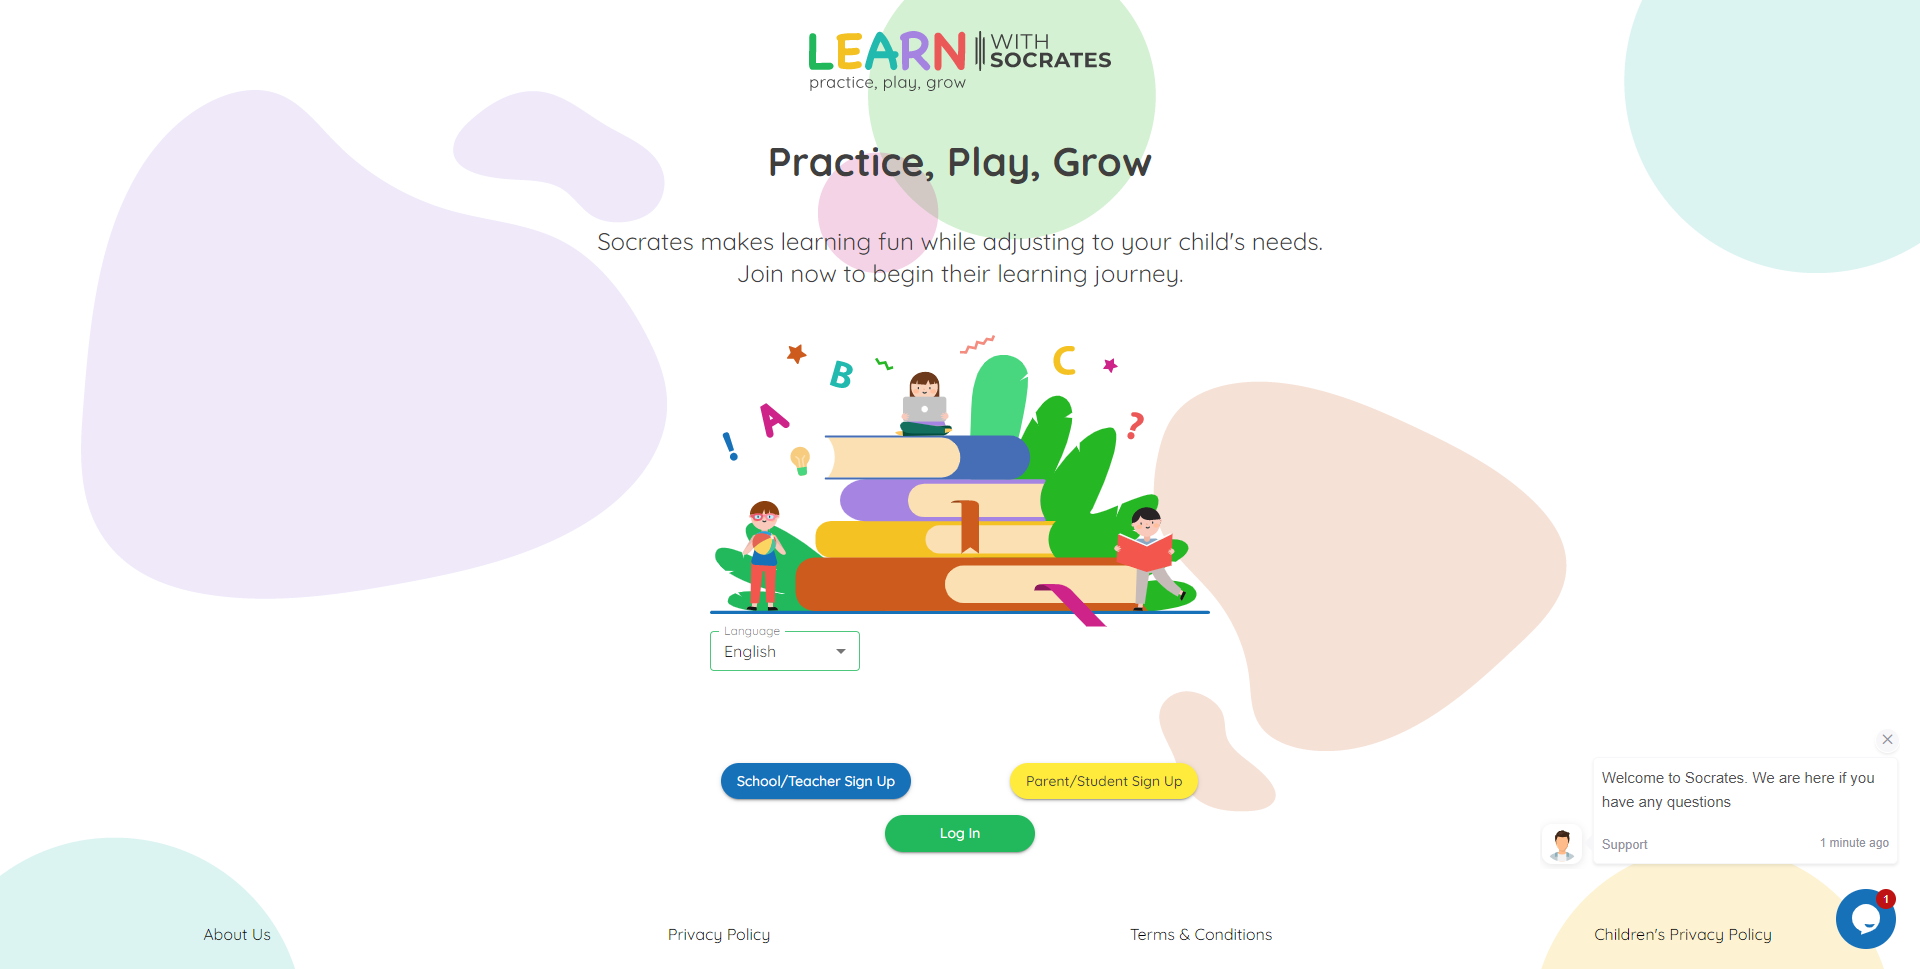 LEARN WITH SOCRATES
practice, play, grow
Practice, Play, Grow
Socrates makes learning fun while adjusting to your child's needs.
Join now to begin their learning journey.
B
C
A
!
?
Language
English
School/Teacher Sign Up
Parent/Student Sign Up
Log In
Welcome to Socrates. We are here if you
have any questions
Support
1 minute ago
1
About Us
Privacy Policy
Terms & Conditions
Children's Privacy Policy